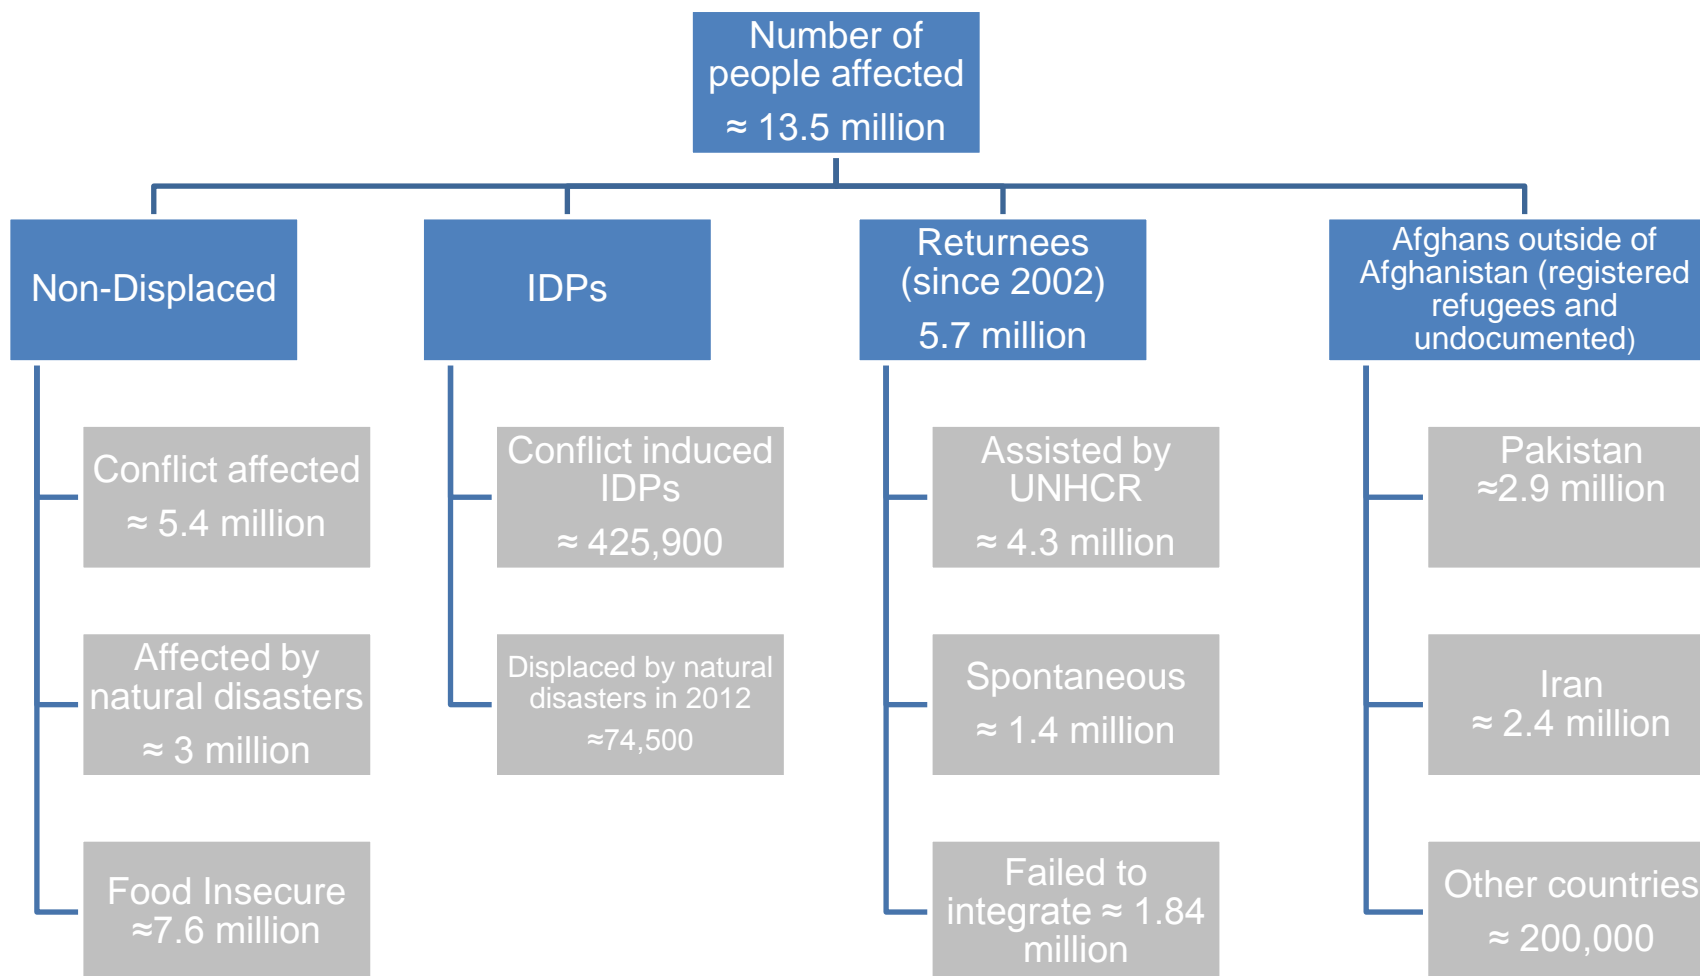 Number of
people affected
≈ 13.5 million
Non-Displaced
IDPs
Returnees
(since 2002)
5.7 million
Afghans outside of
Afghanistan (registered
refugees and
undocumented)
Conflict affected
≈ 5.4 million
Conflict induced
IDPs
≈ 425,900
Assisted by
UNHCR
≈ 4.3 million
Pakistan
≈2.9 million
Affected by
natural disasters
≈ 3 million
Displaced by natural
disasters in 2012
≈74,500
Spontaneous
≈ 1.4 million
Iran
≈ 2.4 million
Food Insecure
≈7.6 million
Failed to
integrate ≈ 1.84
million
Other countries
≈ 200,000